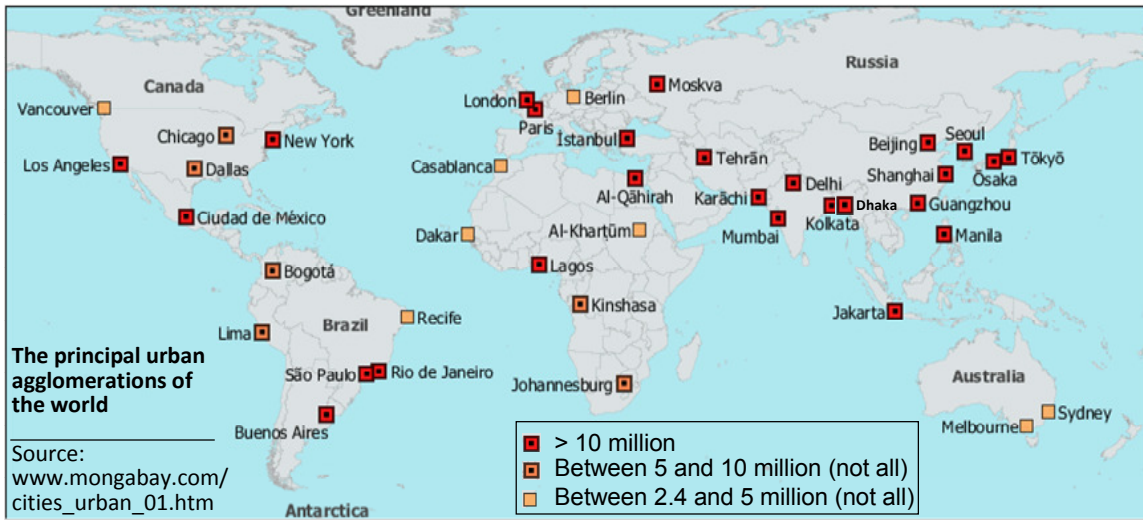 Greenland
Canada
Russia
Vancouver
Chicago
New York
Los Angeles
Dallas
Ciudad de México
London
Paris
Berlin
Moskva
İstanbul
Casablanca
Al-Qāhirah
Tehrān
Karāchi
Delhi
Mumbai
Kolkata
Dhaka
Beijing
Seoul
Tōkyō
Ōsaka
Shanghai
Guangzhou
Manila
Dakar
Al-Kharţūm
Lagos
Kinshasa
Bogotá
Lima
Brazil
Recife
São Paulo
Rio de Janeiro
Buenos Aires
Johannesburg
Jakarta
Australia
Sydney
Melbourne
The principal urban
agglomerations of
the world
Source:
www.mongabay.com/
cities_urban_01.htm
> 10 million
Between 5 and 10 million (not all)
Between 2.4 and 5 million (not all)
Antarctica